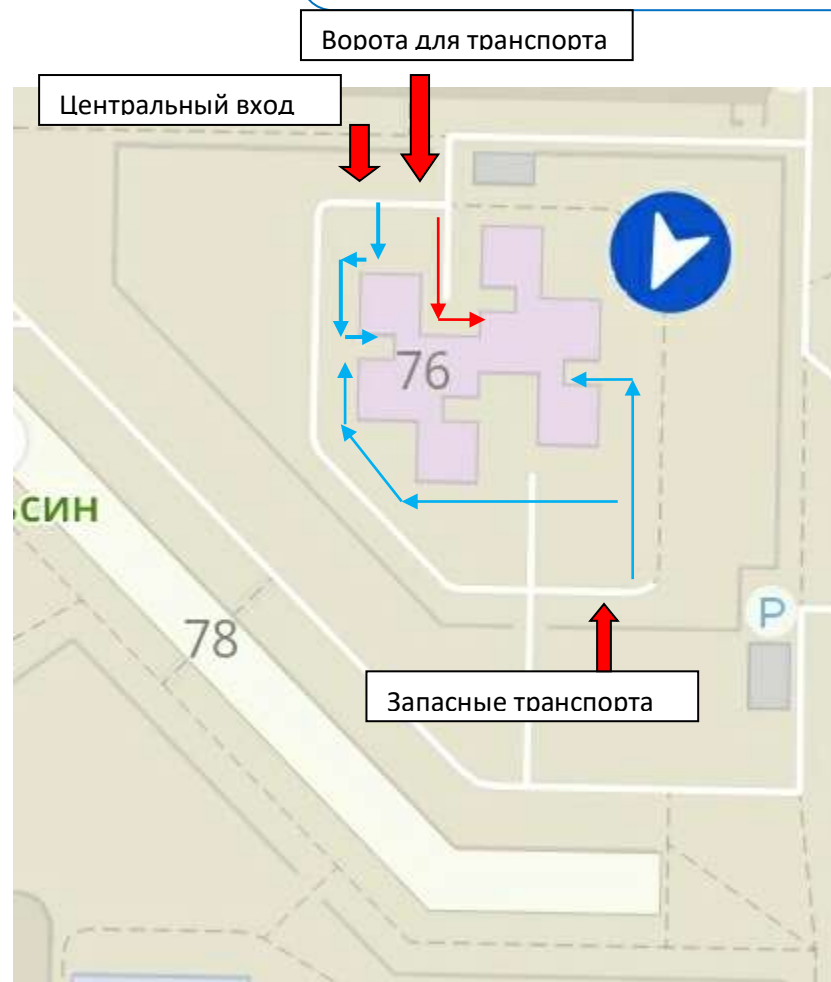 Ворота для транспорта
Центральный вход
76
син
78
P
Запасные транспорта